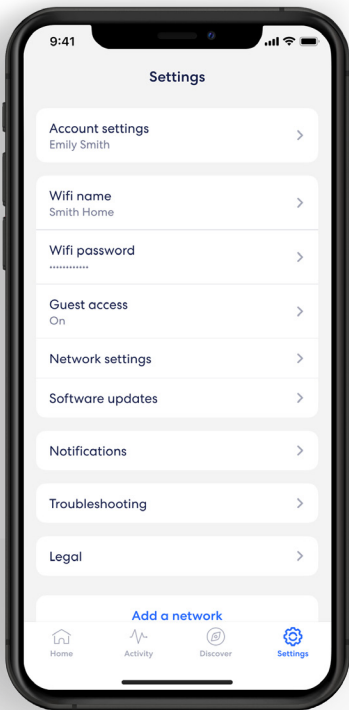 9:41
Settings
Account settings
Emily Smith
Wifi name
Smith Home
Wifi password
••••••••••••
Guest access
On
Network settings
Software updates
Notifications
Troubleshooting
Legal
Add a network
Home
Activity
Discover
Settings